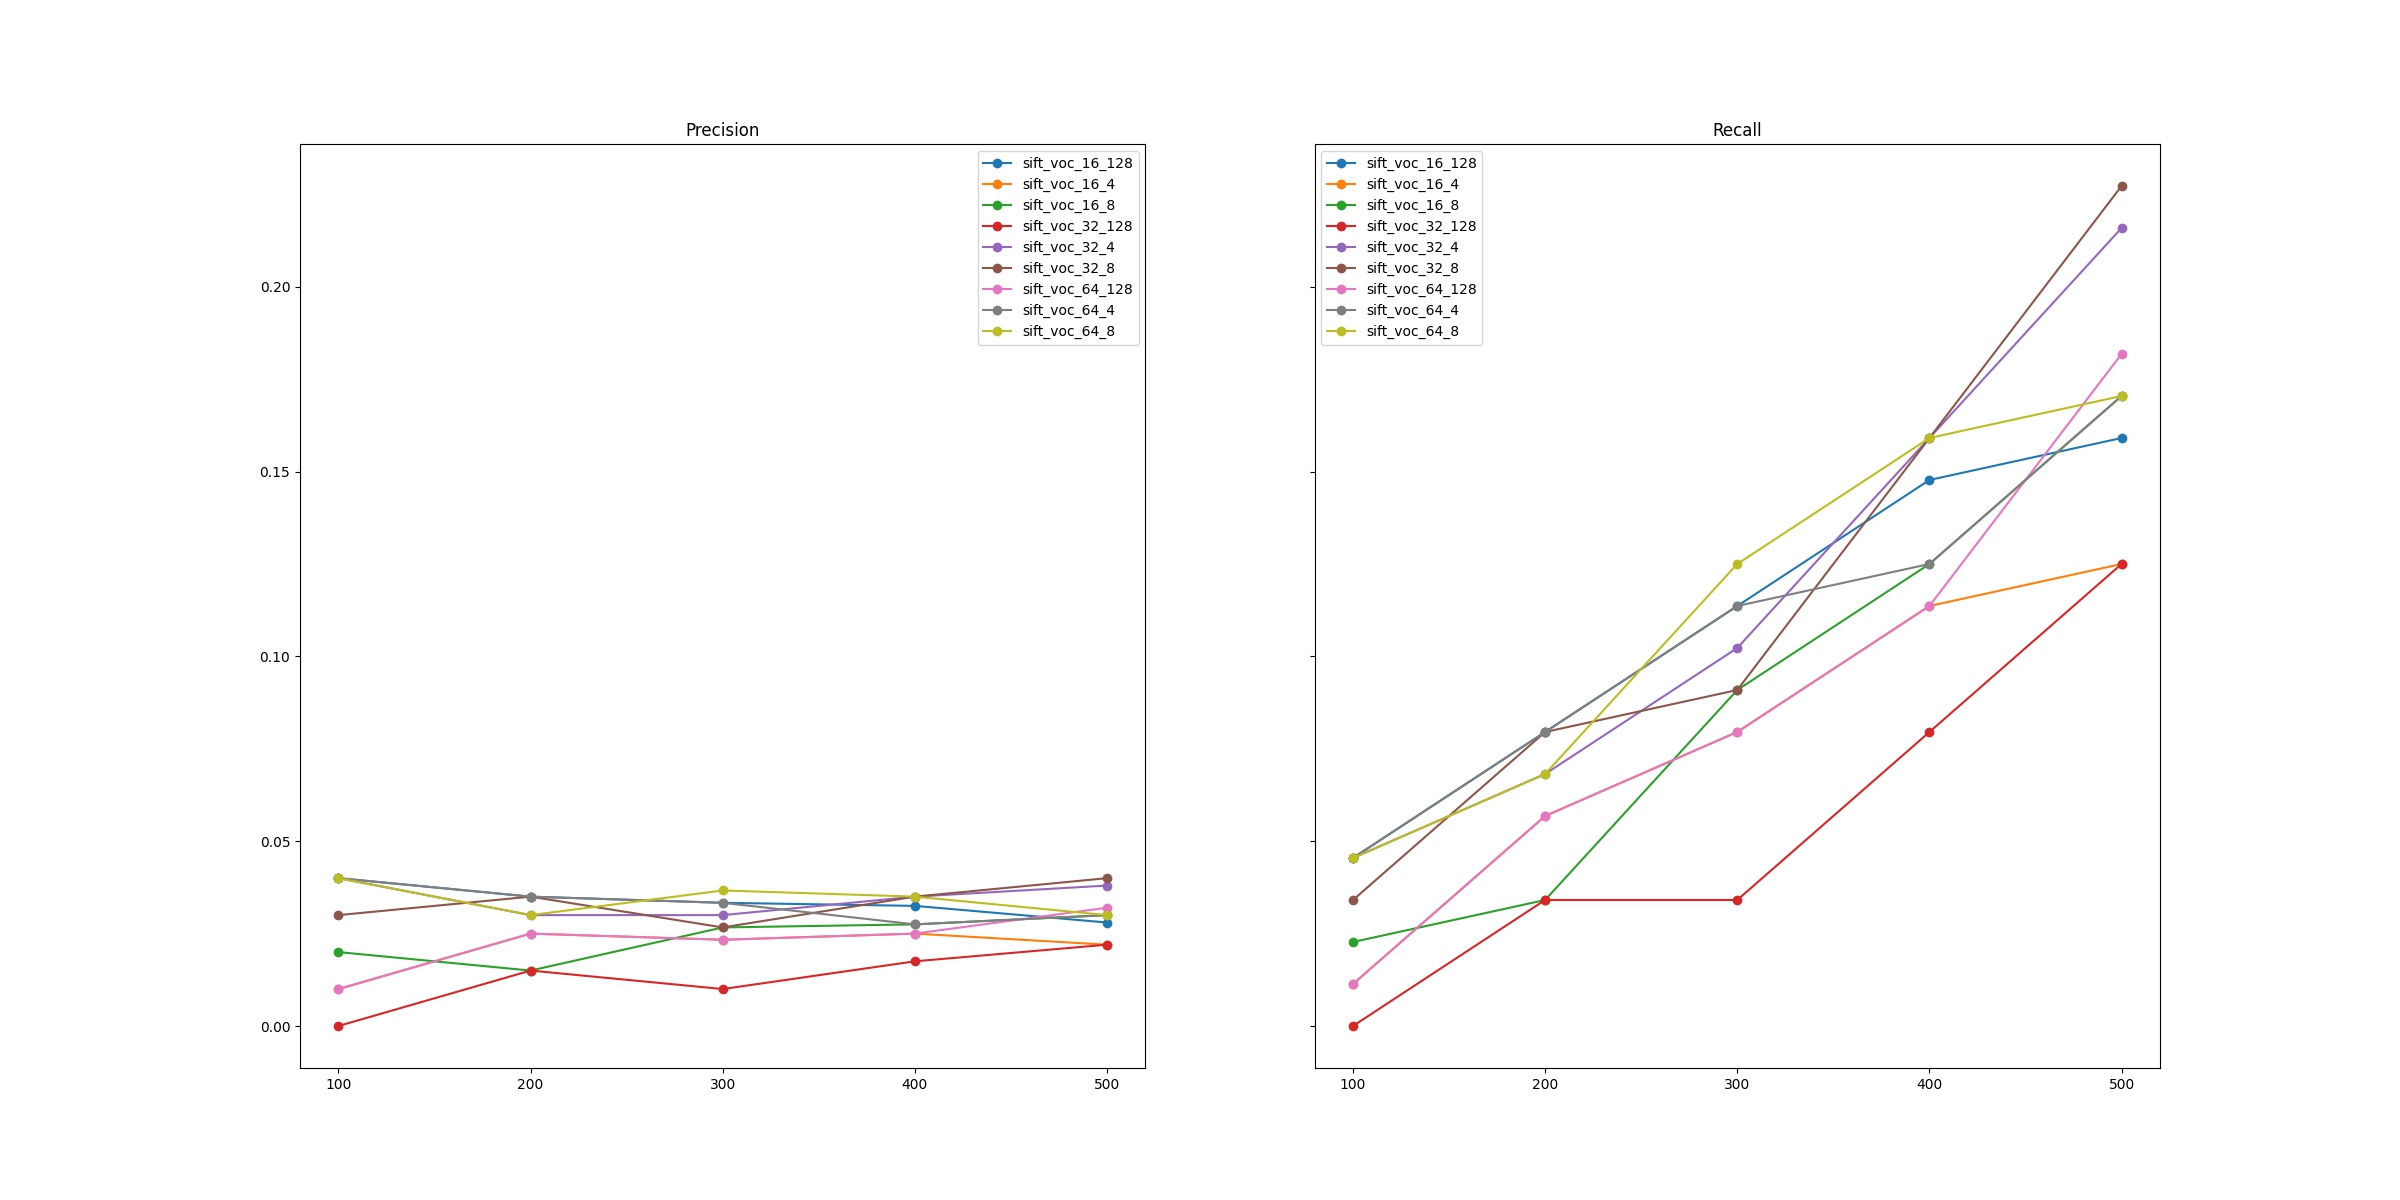 Precision
sift_voc_16_128
sift_voc_16_4
sift_voc_16_8
sift_voc_32_128
sift_voc_32_4
sift_voc_32_8
sift_voc_64_128
sift_voc_64_4
sift_voc_64_8
0.20
0.15
0.10
0.05
0.00
100 200 300 400 500
Recall
sift_voc_16_128
sift_voc_16_4
sift_voc_16_8
sift_voc_32_128
sift_voc_32_4
sift_voc_32_8
sift_voc_64_128
sift_voc_64_4
sift_voc_64_8
100 200 300 400 500